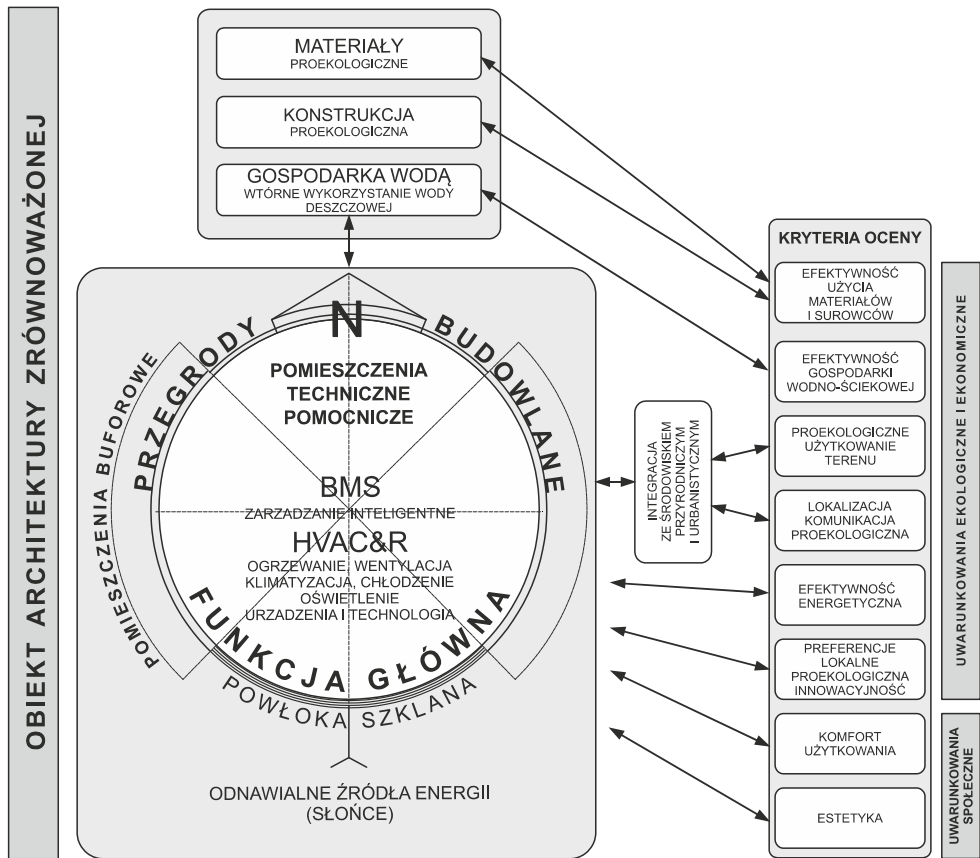 OBIEKT ARCHITEKTURY ZRÓWNOWAŻONEJ
MATERIAŁY
PROEKOLOGICZNE
KONSTRUKCJA
PROEKOLOGICZNA
GOSPODARKA WODĄ
WTÓRNE WYKORZYSTANIE WODY
DESZCZOWEJ
N
PRZEGRODY BUDOWLANE
POMIESZCZENIA BUFOROWE
POMIESZCZENIA
TECHNICZNE
POMOCNICZE
BMS
ZARZADZANIE INTELIGENTNE
HVAC&R
OGRZEWANIE, WENTYLACJA
KLIMATYZACJA, CHŁODZENIE
OŚWIETLENIE
URZADZENIA I TECHNOLOGIA
FUNKCJA GŁÓWNA
POWŁOKA SZKLANA
ODNAWIALNE ŹRÓDŁA ENERGII
(SŁOŃCE)
INTEGRACJA
ZE ŚRODOWISKIEM
PRZYRODNICZYM
I URBANISTYCZNYM
KRYTERIA OCENY
EFEKTYWNOŚĆ
UŻYCIA
MATERIAŁÓW
I SUROWCÓW
EFEKTYWNOŚĆ
GOSPODARKI
WODNO-ŚCIEKOWEJ
PROEKOLOGICZNE
UŻYTKOWANIE
TERENU
LOKALIZACJA
KOMUNIKACJA
PROEKOLOGICZNA
EFEKTYWNOŚĆ
ENERGETYCZNA
PREFERENCJE
LOKALNE
PROEKOLOGICZNA
INNOWACYJNOŚĆ
KOMFORT
UŻYTKOWANIA
ESTETYKA
UWARUNKOWANIA EKOLOGICZNE I EKONOMICZNE
UWARUNKOWANIA
SPOŁECZNE